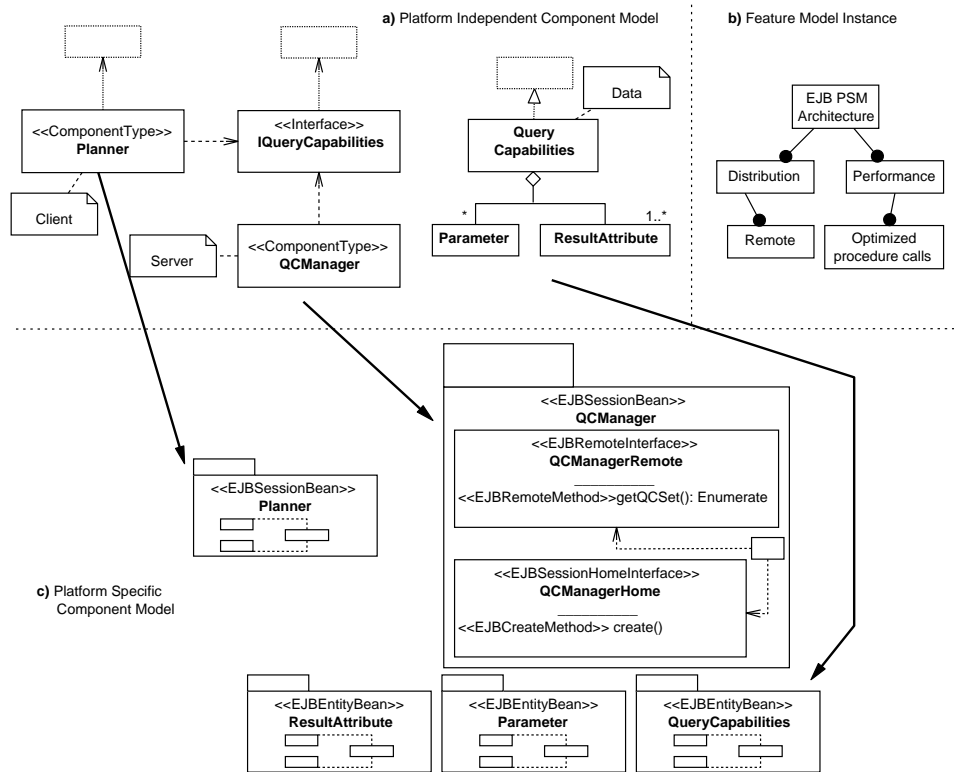 a) Platform Independent Component Model
<<ComponentType>>
Planner
<<Interface>>
IQueryCapabilities
Client
Server
<<ComponentType>>
QCManager
Data
Query
Capabilities
*
1..*
Parameter
ResultAttribute
b) Feature Model Instance
EJB PSM
Architecture
Distribution
Performance
Remote
Optimized
procedure calls
c) Platform Specific
Component Model
<<EJBSessionBean>>
Planner
<<EJBSessionBean>>
QCManager
<<EJBRemoteInterface>>
QCManagerRemote
<<EJBRemoteMethod>>getQCSet(): Enumerate
<<EJBSessionHomeInterface>>
QCManagerHome
<<EJBCreateMethod>> create()
<<EJBEntityBean>>
ResultAttribute
<<EJBEntityBean>>
Parameter
<<EJBEntityBean>>
QueryCapabilities